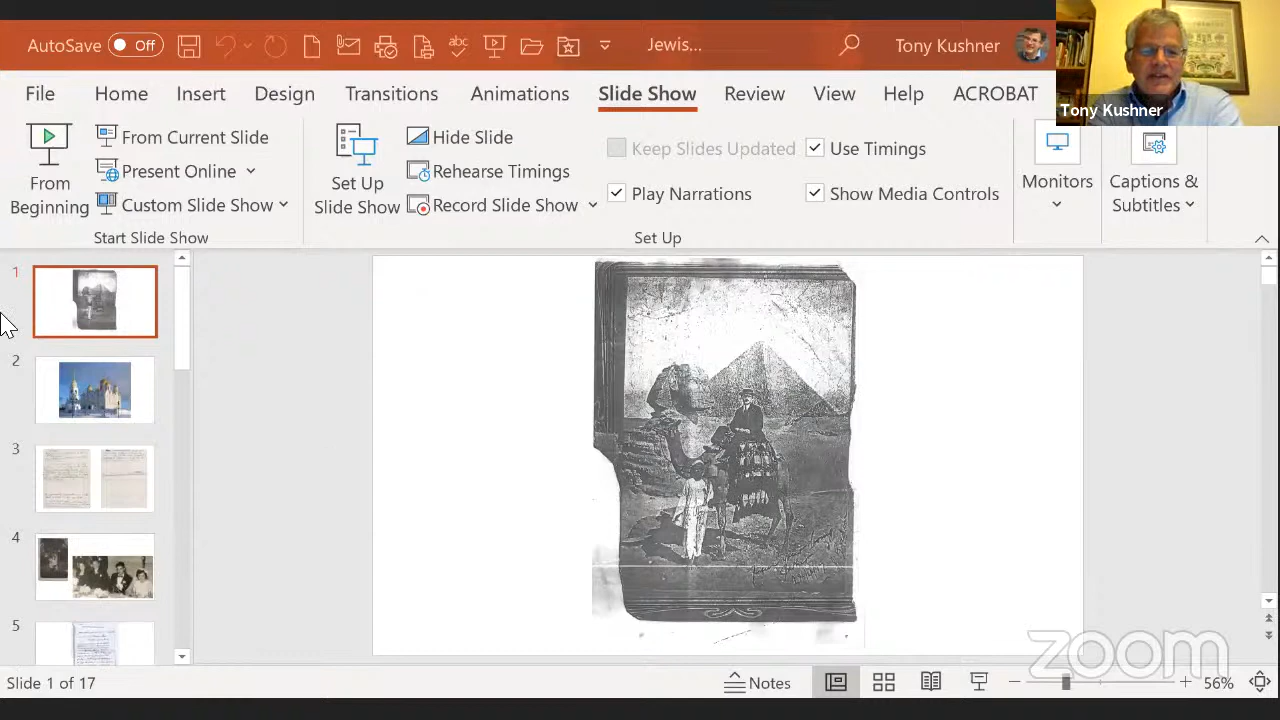 AutoSave Off Jewis... Tony Kushner
Tony Kushner
File Home Insert Design Transitions Animations Slide Show Review View Help ACROBAT
From Beginning
From Current Slide
Present Online
Custom Slide Show
Start Slide Show
Set Up Slide Show
Hide Slide
Rehearse Timings
Record Slide Show
Keep Slides Updated
Play Narrations
Use Timings
Show Media Controls
Set Up
Monitors
Captions & Subtitles
1
2
3
4
5
zoom
Slide 1 of 17 Notes 56%